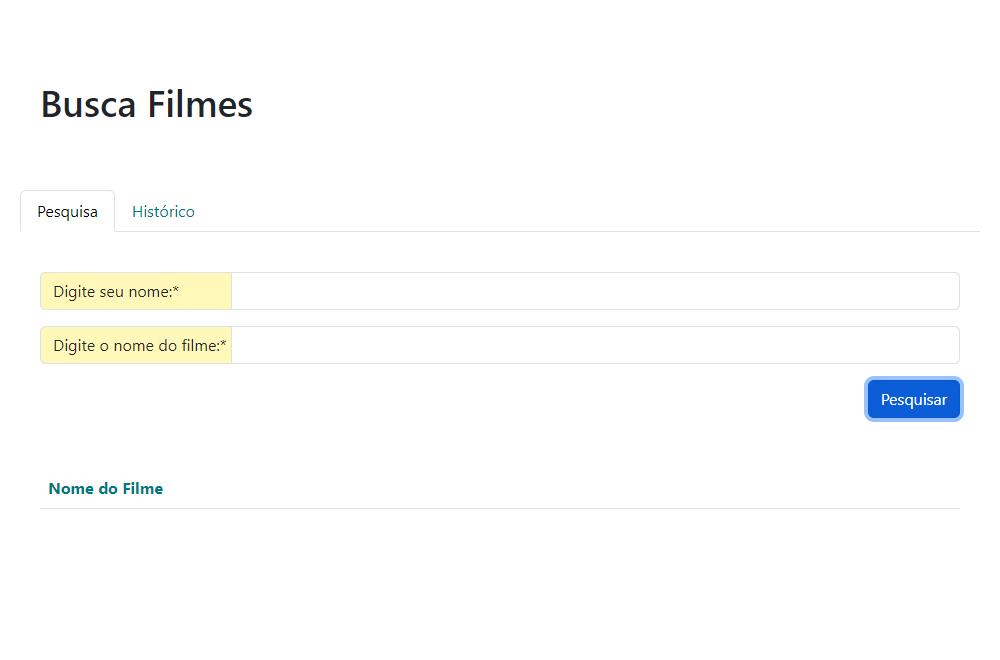 Busca Filmes
Pesquisa Histórico
Digite seu nome:*
Digite o nome do filme:*
Pesquisar
Nome do Filme